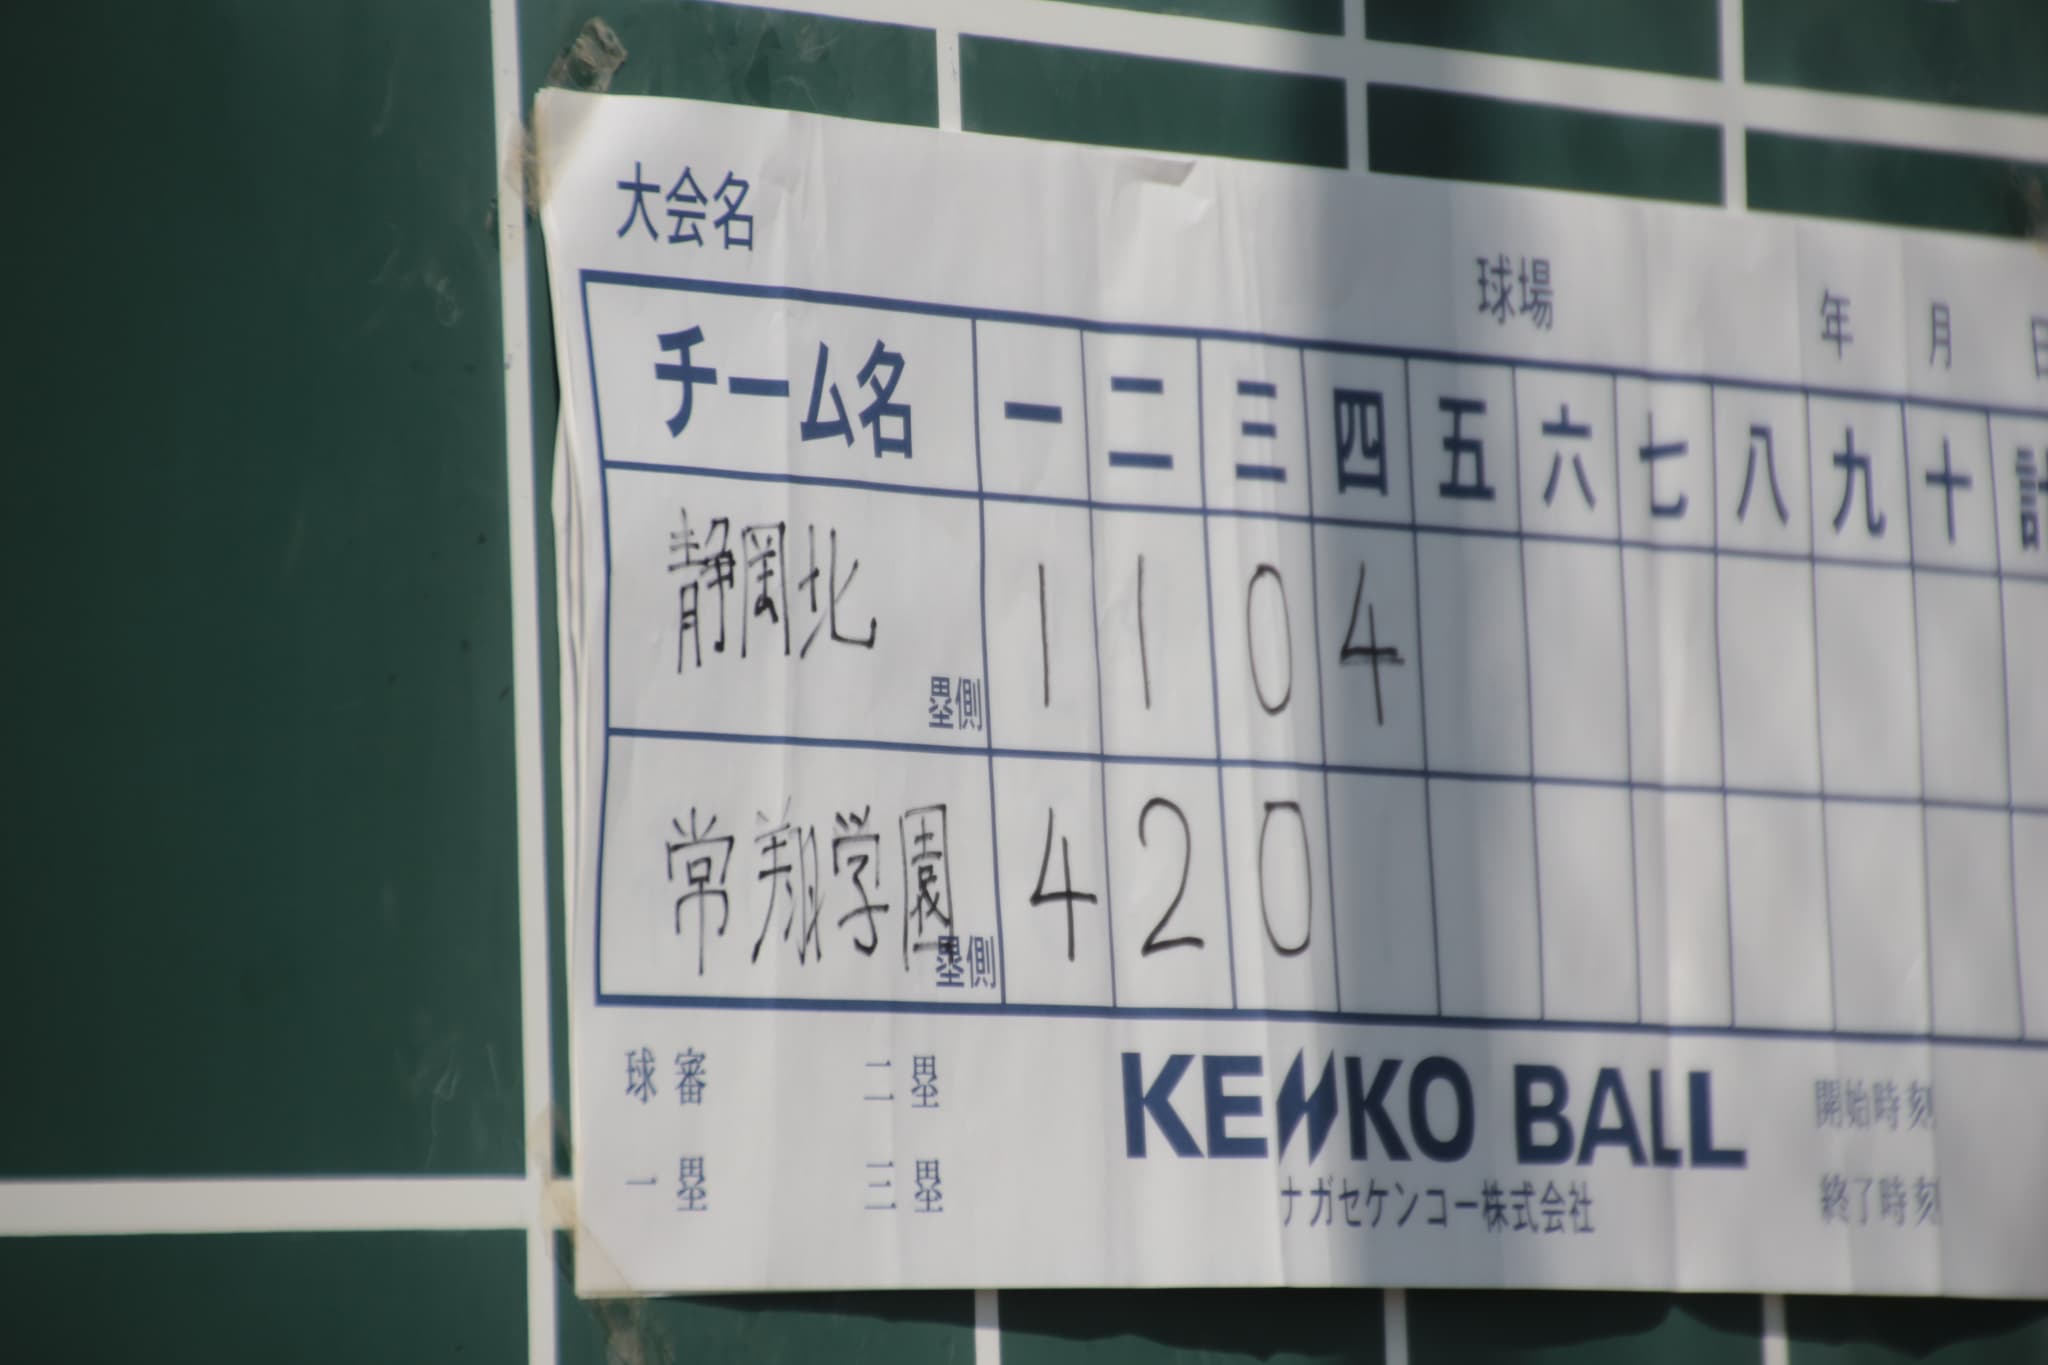 大会名
球場 年 月 日
チーム名 一 二 三 四 五 六 七 八 九 十 計
静岡北 塁側 1 1 0 4
常翔学園 塁側 4 2 0
球審 二塁
一塁 三塁
KENKO BALL
ナガセケンコー株式会社
開始時刻
終了時刻